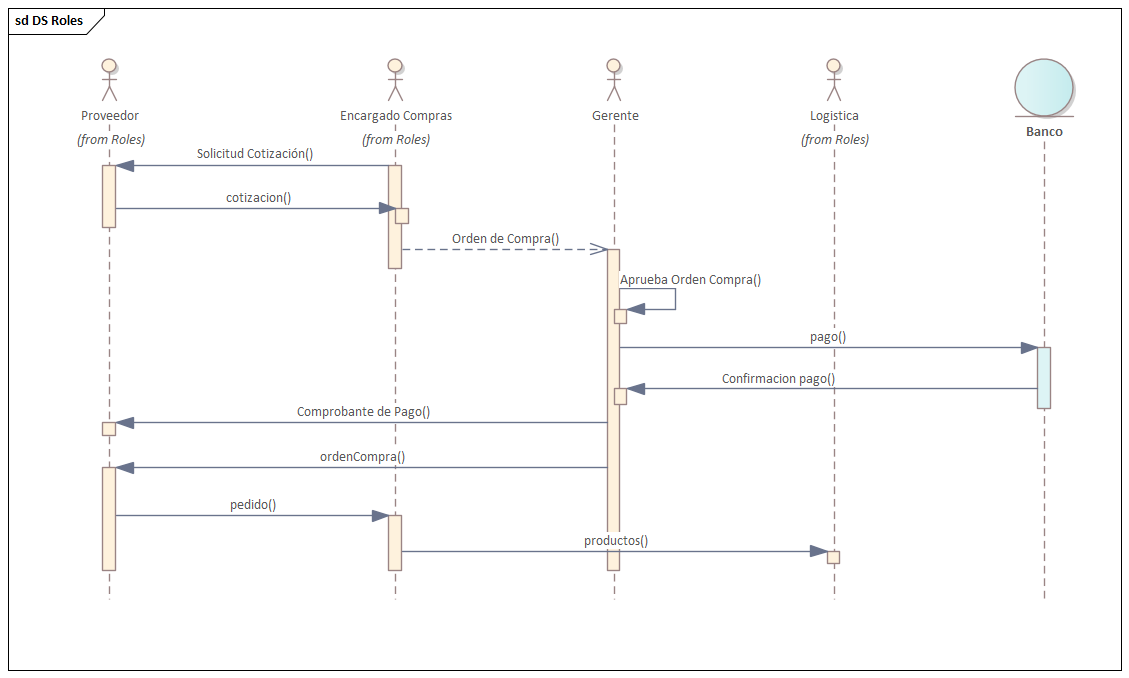 sd DS Roles
Proveedor
(from Roles)
Encargado Compras
(from Roles)
Gerente
Logistica
(from Roles)
Banco
Solicitud Cotización()
cotizacion()
Orden de Compra()
Aprueba Orden Compra()
pago()
Confirmacion pago()
Comprobante de Pago()
ordenCompra()
pedido()
productos()